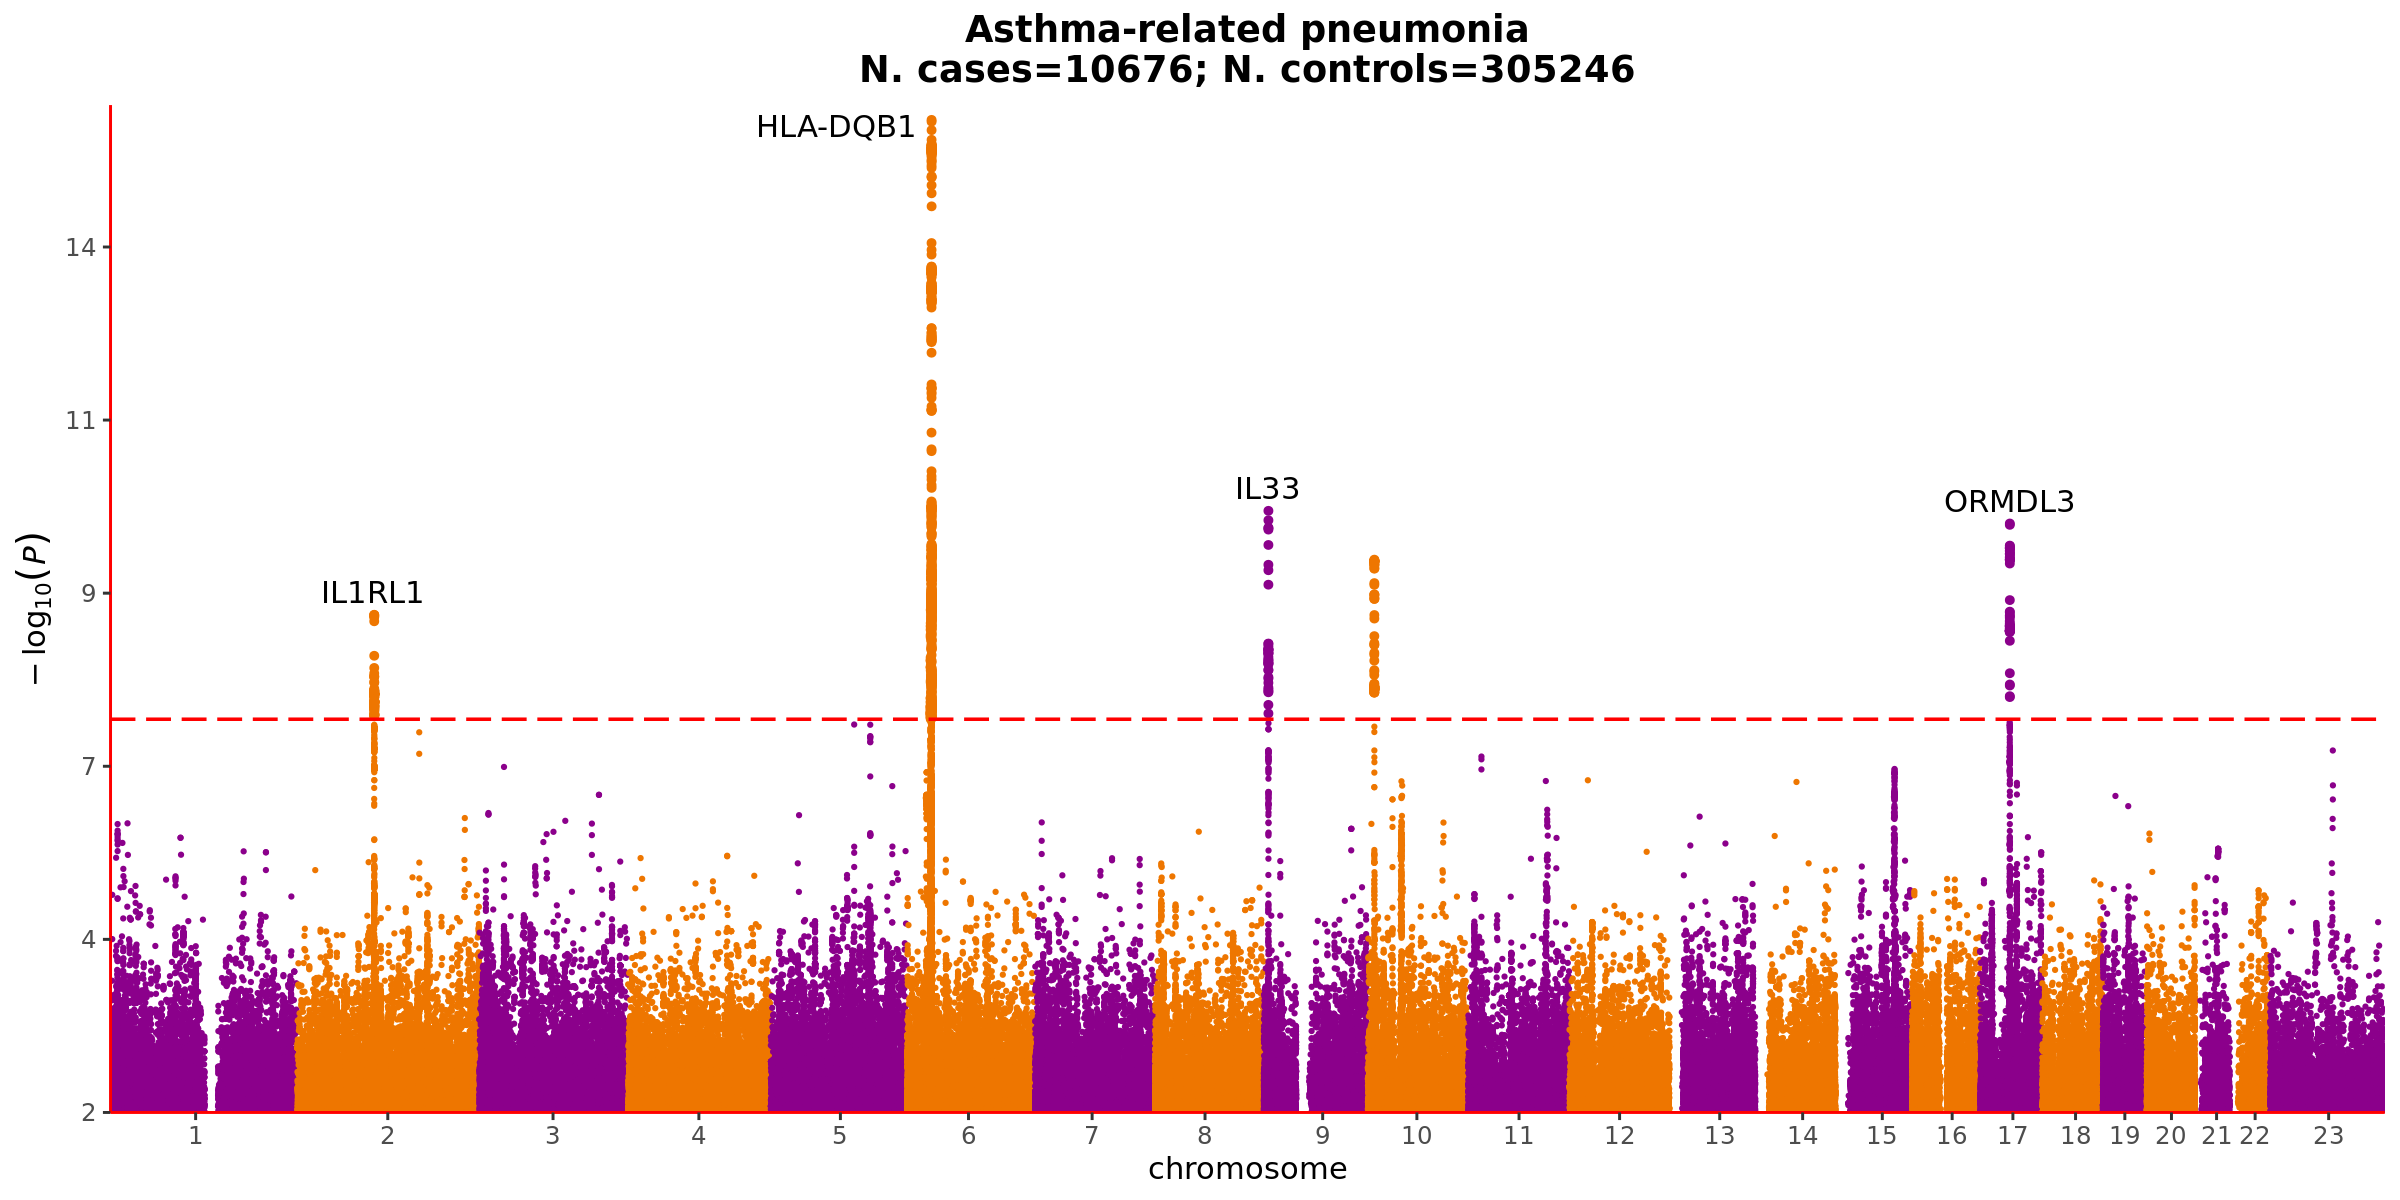 Asthma-related pneumonia
N. cases=10676; N. controls=305246
HLA-DQB1
14
11
IL33
ORMDL3
IL1RL1
9
7
4
2
−log10(P)
1 2 3 4 5 6 7 8 9 10 11 12 13 14 15 16 17 18 19 20 21 22 23
chromosome